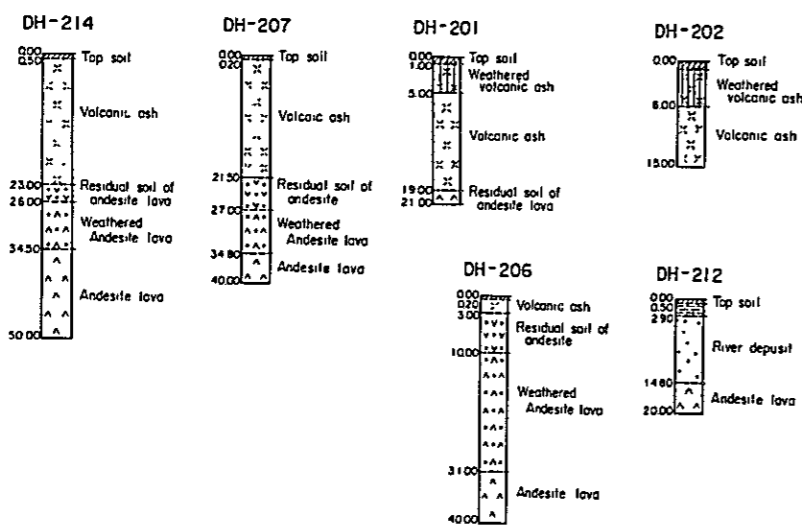 DH-214
0.00
0.50
Top soil
Volcanic ash
23.00
Residual soil of
andesite lava
26.00
Weathered
Andesite lava
34.50
Andesite lava
50.00
DH-207
0.00
0.20
Top soil
Volcaic ash
21.50
Residual soil of
andesite
27.00
Weathered
Andesite lava
34.80
Andesite lava
40.00
DH-201
0.00
1.00
Top soil
Weathered
volcanic ash
5.00
Volcanic ash
19.00
Residual soil of
andesite lava
21.00
DH-202
0.00
Top soil
Weathered
volcanic ash
6.00
Volcanic ash
15.00
DH-206
0.00
0.20
Volcanic ash
3.00
Residual soil of
andesite
10.00
Weathered
Andesite lava
31.00
Andesite lava
40.00
DH-212
0.00
0.50
Top soil
2.90
River deposit
14.80
Andesite lava
20.00